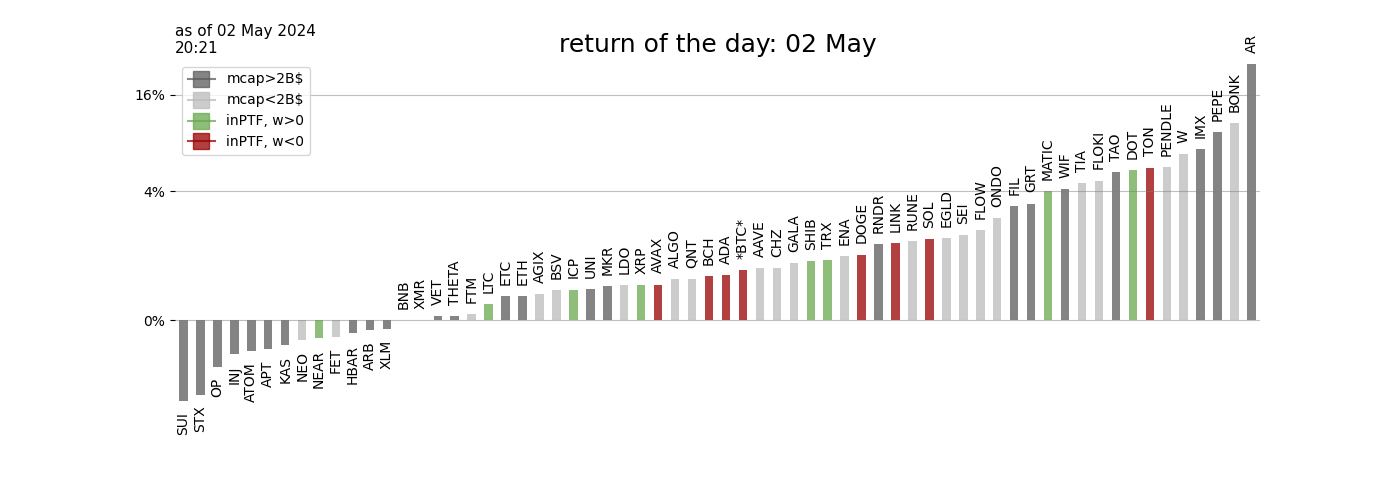 as of 02 May 2024
20:21
return of the day: 02 May
mcap>2B$
mcap<2B$
inPTF, w>0
inPTF, w<0
16%
4%
0%
SUI
STX
OP
INJ
ATOM
APT
KAS
NEO
NEAR
FET
HBAR
ARB
XLM
BNB
XMR
VET
THETA
FTM
LTC
ETC
ETH
AGIX
BSV
ICP
UNI
MKR
LDO
XRP
AVAX
ALGO
QNT
BCH
ADA
*BTC*
AAVE
CHZ
GALA
SHIB
TRX
ENA
DOGE
RNDR
LINK
RUNE
SOL
EGLD
SEI
FLOW
ONDO
FIL
GRT
MATIC
WIF
TIA
FLOKI
TAO
DOT
TON
PENDLE
W
IMX
PEPE
BONK
AR